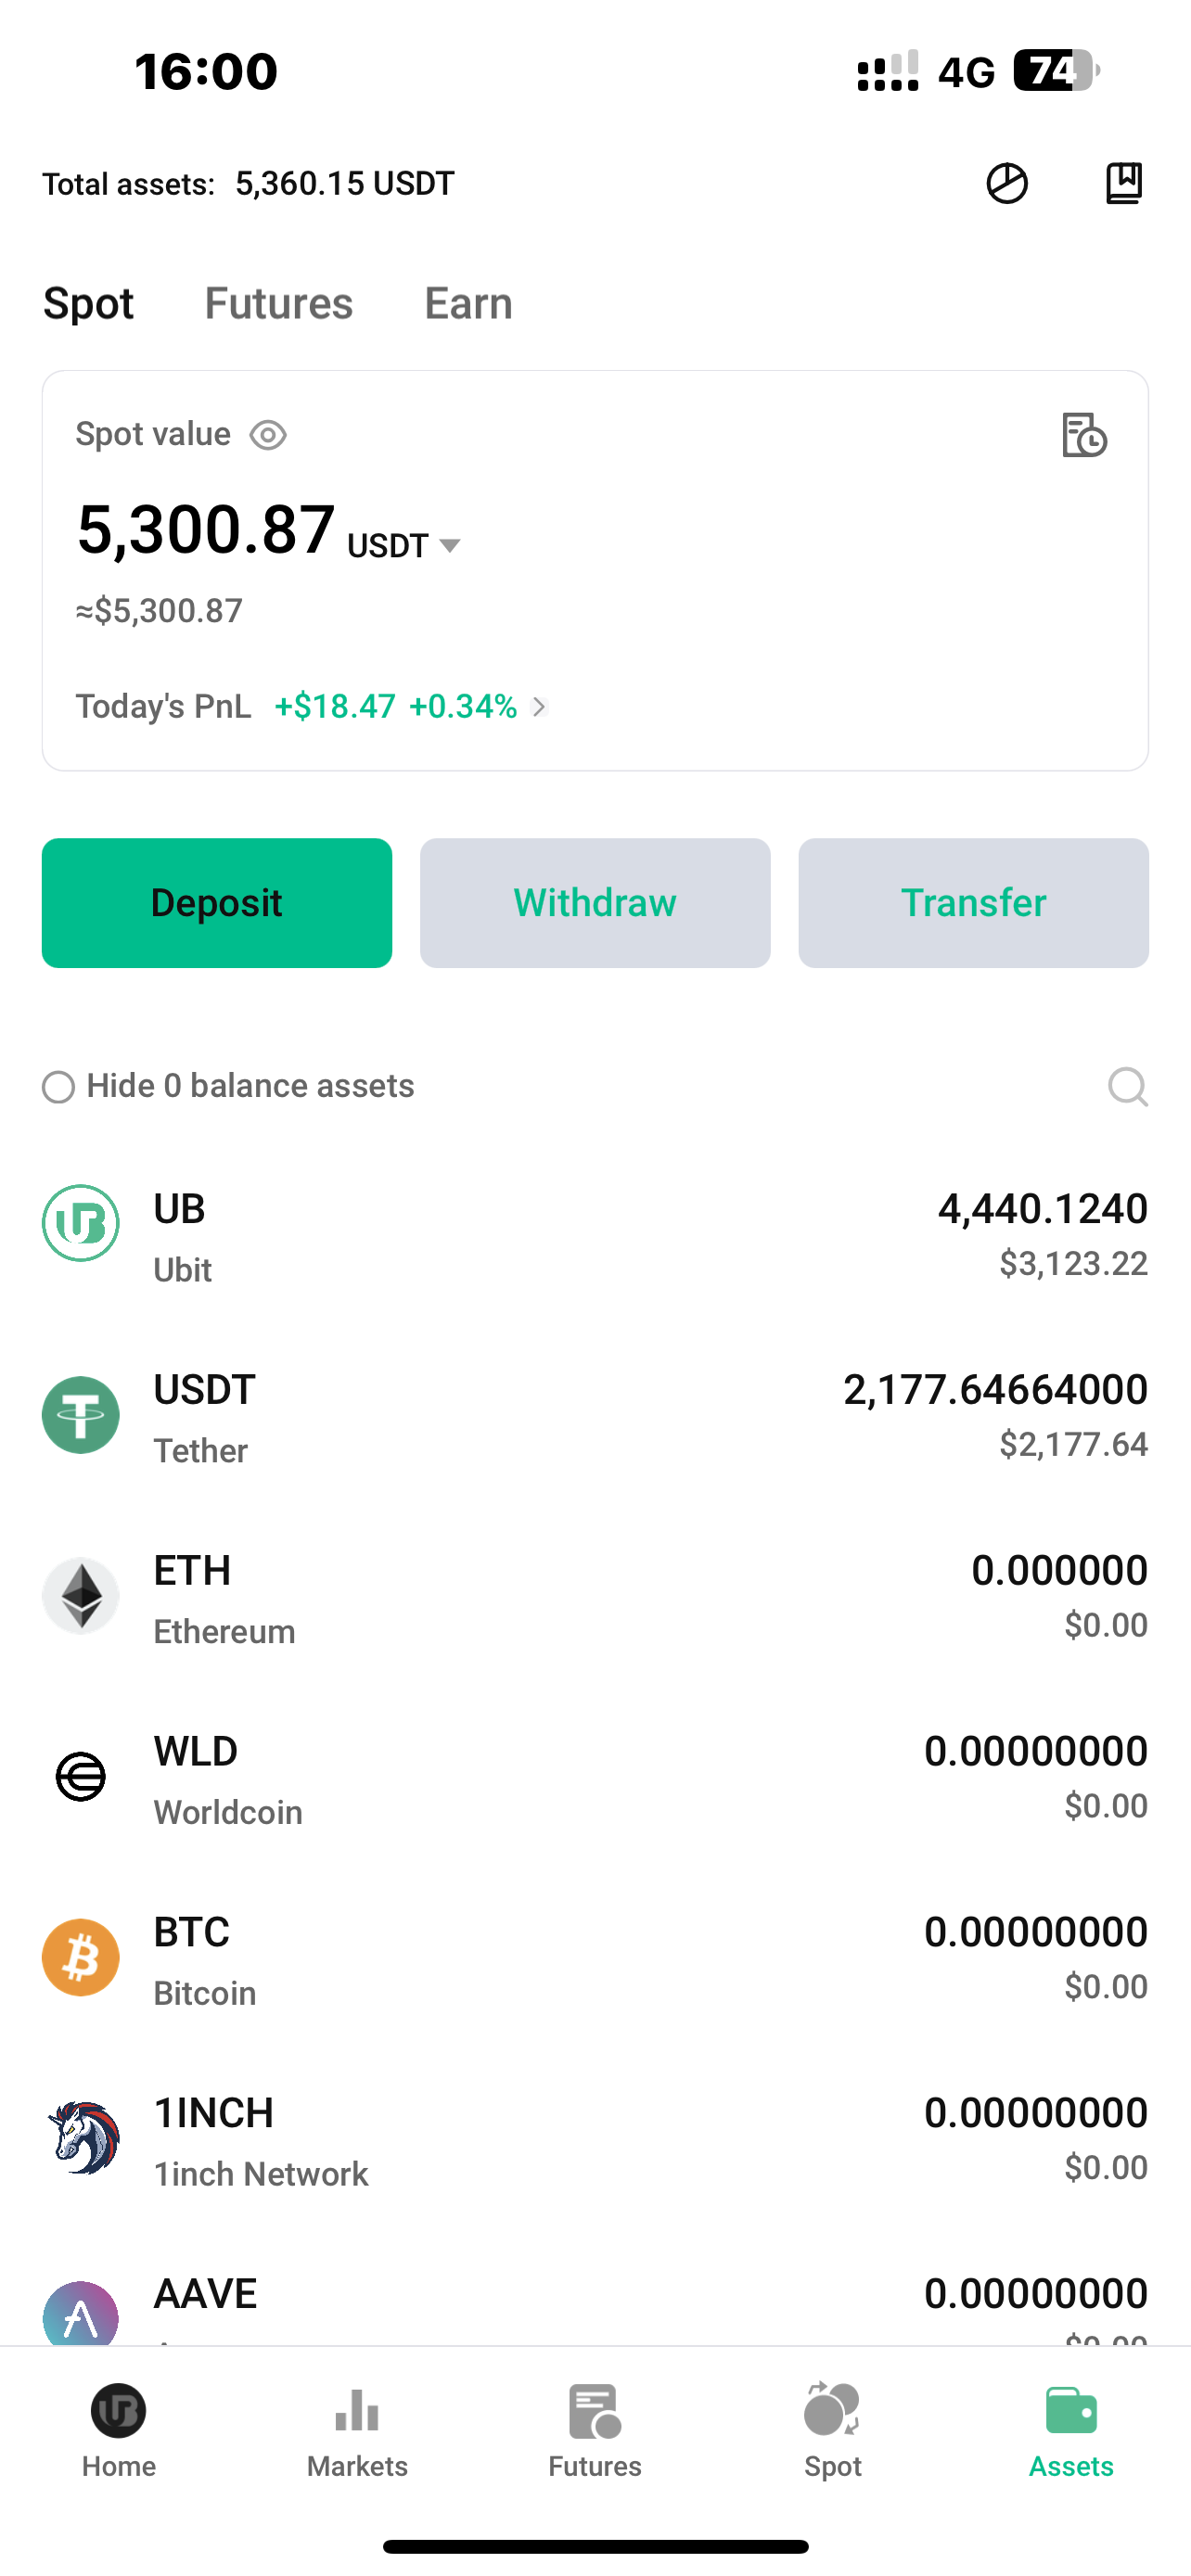 16:00 4G 74
Total assets: 5,360.15 USDT
Spot Futures Earn
Spot value
5,300.87 USDT
≈$5,300.87
Today's PnL +$18.47 +0.34%
Deposit Withdraw Transfer
Hide 0 balance assets
UB 4,440.1240
Ubit $3,123.22
USDT 2,177.64664000
Tether $2,177.64
ETH 0.000000
Ethereum $0.00
WLD 0.00000000
Worldcoin $0.00
BTC 0.00000000
Bitcoin $0.00
1INCH 0.00000000
1inch Network $0.00
AAVE 0.00000000
Home Markets Futures Spot Assets